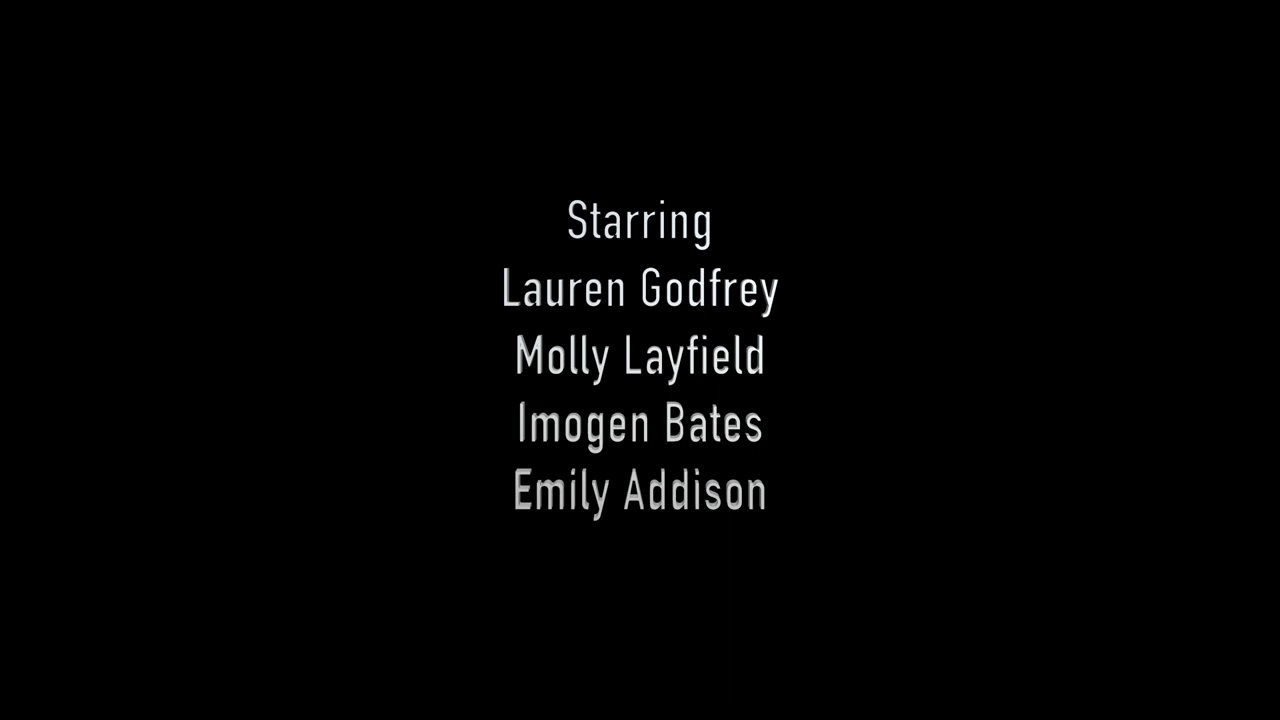 Starring
Lauren Godfrey
Molly Layfield
Imogen Bates
Emily Addison